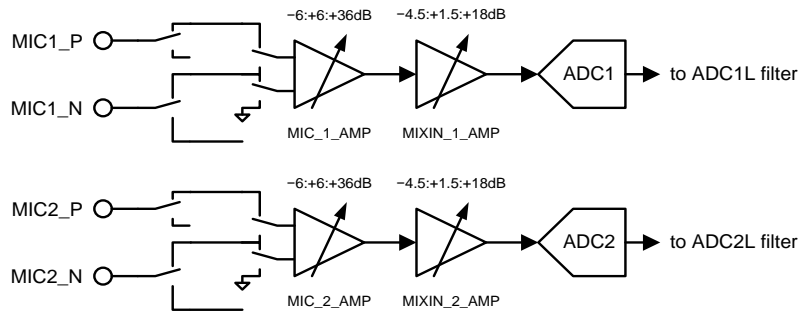 −6:+6:+36dB −4.5:+1.5:+18dB
MIC1_P
ADC1 to ADC1L filter
MIC1_N
MIC_1_AMP MIXIN_1_AMP
−6:+6:+36dB −4.5:+1.5:+18dB
MIC2_P
ADC2 to ADC2L filter
MIC2_N
MIC_2_AMP MIXIN_2_AMP